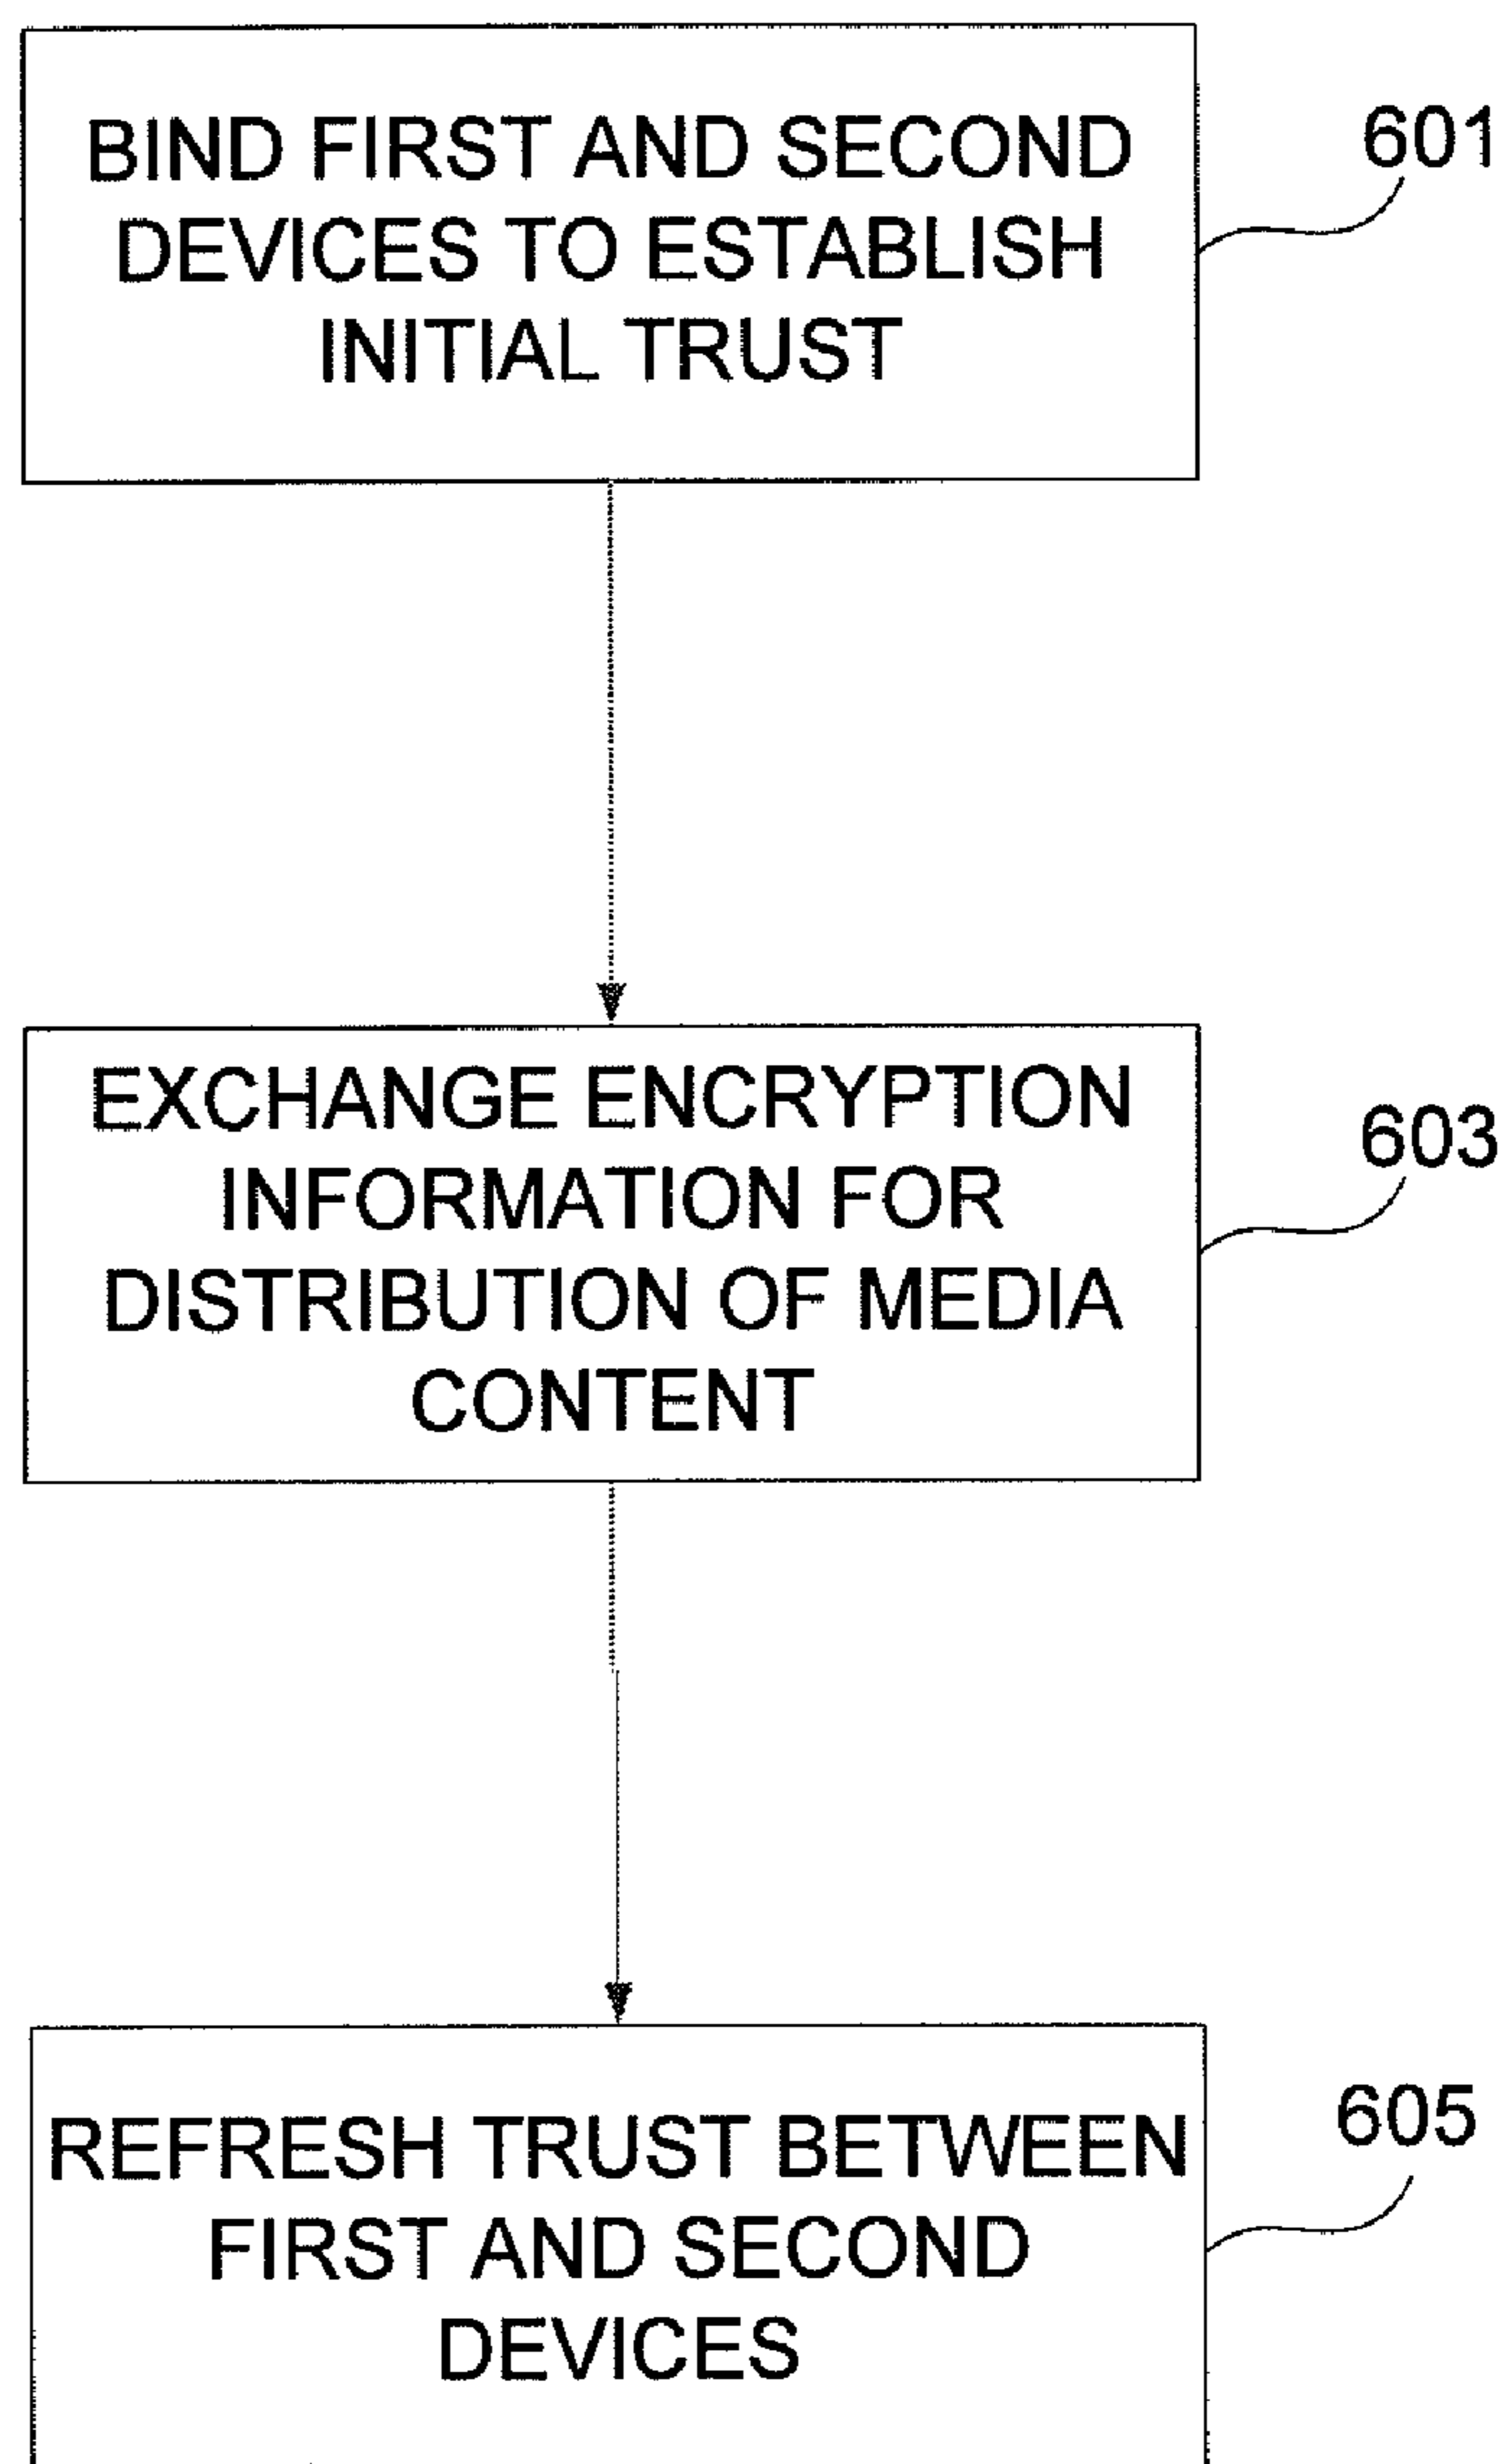 BIND FIRST AND SECOND
DEVICES TO ESTABLISH
INITIAL TRUST
601
EXCHANGE ENCRYPTION
INFORMATION FOR
DISTRIBUTION OF MEDIA
CONTENT
603
REFRESH TRUST BETWEEN
FIRST AND SECOND
DEVICES
605